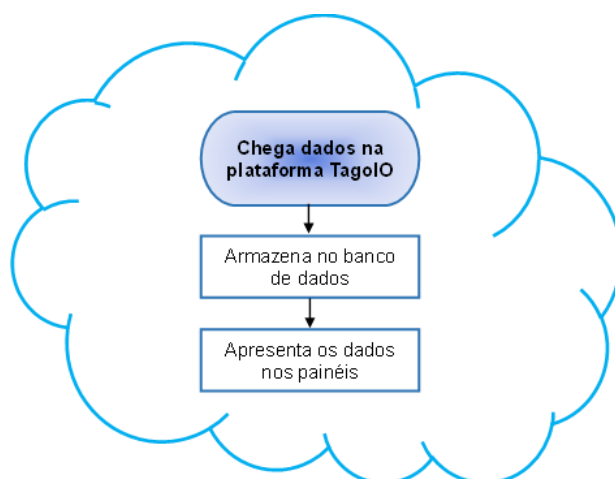 Chega dados na
plataforma TagoIO
Armazena no banco
de dados
Apresenta os dados
nos painéis